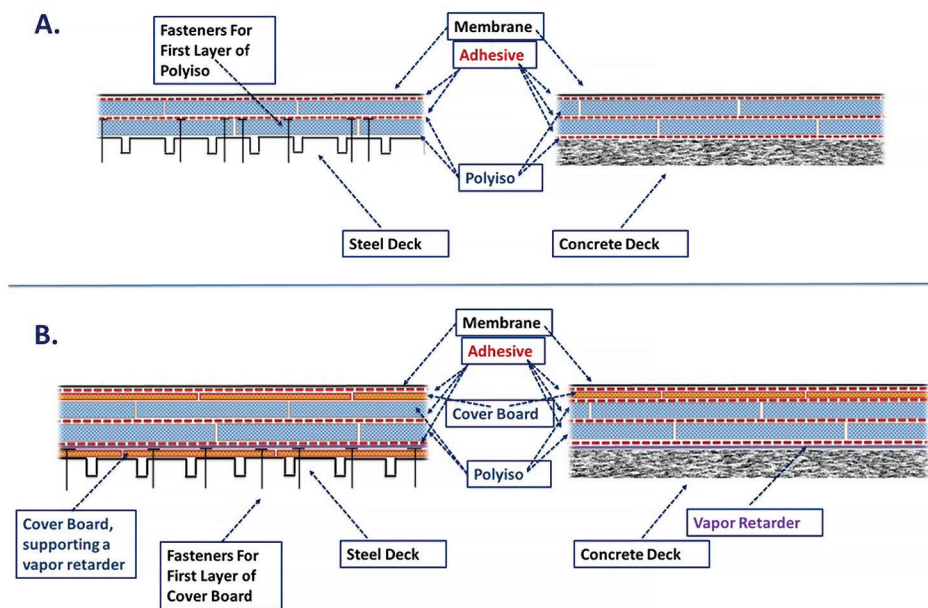 A.
Fasteners For
First Layer of
Polyiso
Membrane
Adhesive
Polyiso
Steel Deck
Concrete Deck
B.
Membrane
Adhesive
Cover Board
Polyiso
Cover Board,
supporting a
vapor retarder
Fasteners For
First Layer of
Cover Board
Steel Deck
Concrete Deck
Vapor Retarder